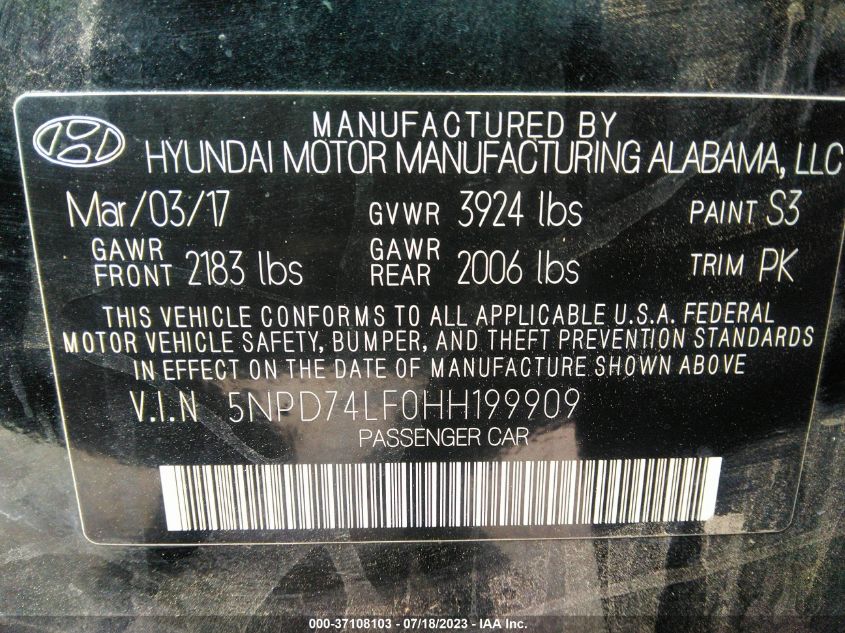 MANUFACTURED BY
HYUNDAI MOTOR MANUFACTURING ALABAMA, LLC
Mar/03/17 GVWR 3924 lbs PAINT S3
GAWR FRONT 2183 lbs GAWR REAR 2006 lbs TRIM PK
THIS VEHICLE CONFORMS TO ALL APPLICABLE U.S.A. FEDERAL
MOTOR VEHICLE SAFETY, BUMPER, AND THEFT PREVENTION STANDARDS
IN EFFECT ON THE DATE OF MANUFACTURE SHOWN ABOVE
V.I.N 5NPD74LF0HH199909
PASSENGER CAR
000-37108103 - 07/18/2023 - IAA Inc.